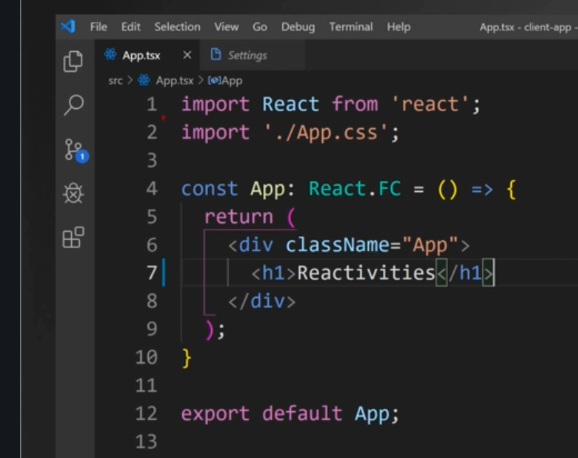 File Edit Selection View Go Debug Terminal Help App.tsx - client-app -
App.tsx × Settings
src > App.tsx > App
1 import React from 'react';
2 import './App.css';
3
4 const App: React.FC = () => {
5 return (
6 <div className="App">
7 <h1>Reactivities</h1>
8 </div>
9 );
10 }
11
12 export default App;
13
1